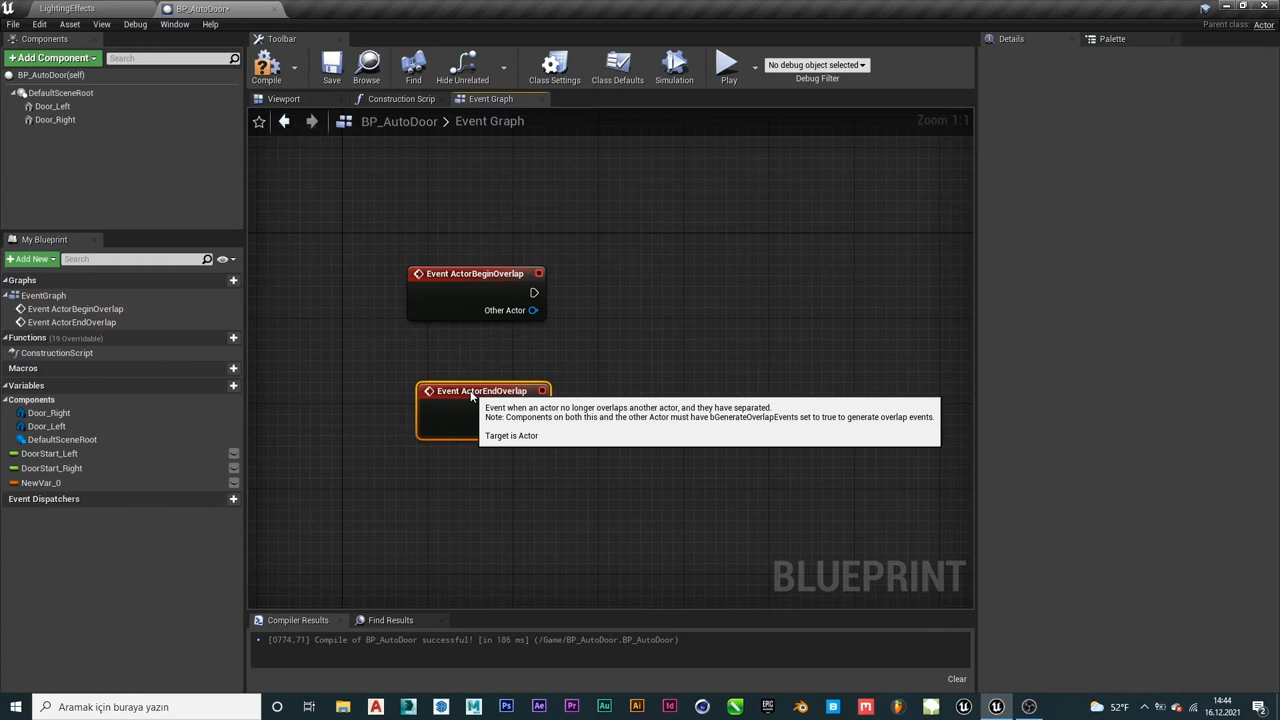 LightingEffects
BP_AutoDoor*
File Edit Asset View Debug Window Help
Parent class: Actor
Components
Toolbar
Details
Palette
+Add Component
Search
BP_AutoDoor(self)
DefaultSceneRoot
Door_Left
Door_Right
Compile
Save
Browse
Find
Hide Unrelated
Class Settings
Class Defaults
Simulation
Play
No debug object selected
Debug Filter
Viewport
Construction Scrip
Event Graph
BP_AutoDoor > Event Graph
Zoom 1:1
My Blueprint
+Add New
Search
Graphs
EventGraph
Event ActorBeginOverlap
Event ActorEndOverlap
Functions (19 Overridable)
ConstructionScript
Macros
Variables
Components
Door_Right
Door_Left
DefaultSceneRoot
DoorStart_Left
DoorStart_Right
NewVar_0
Event Dispatchers
Event ActorBeginOverlap
Other Actor
Event ActorEndOverlap
Event when an actor no longer overlaps another actor, and they have separated.
Note: Components on both this and the other Actor must have bGenerateOverlapEvents set to true to generate overlap events.
Target is Actor
BLUEPRINT
Compiler Results
Find Results
[0774,71] Compile of BP_AutoDoor successful! [in 186 ms] (/Game/BP_AutoDoor.BP_AutoDoor)
Clear
Aramak için buraya yazın
52°F
14:44
16.12.2021